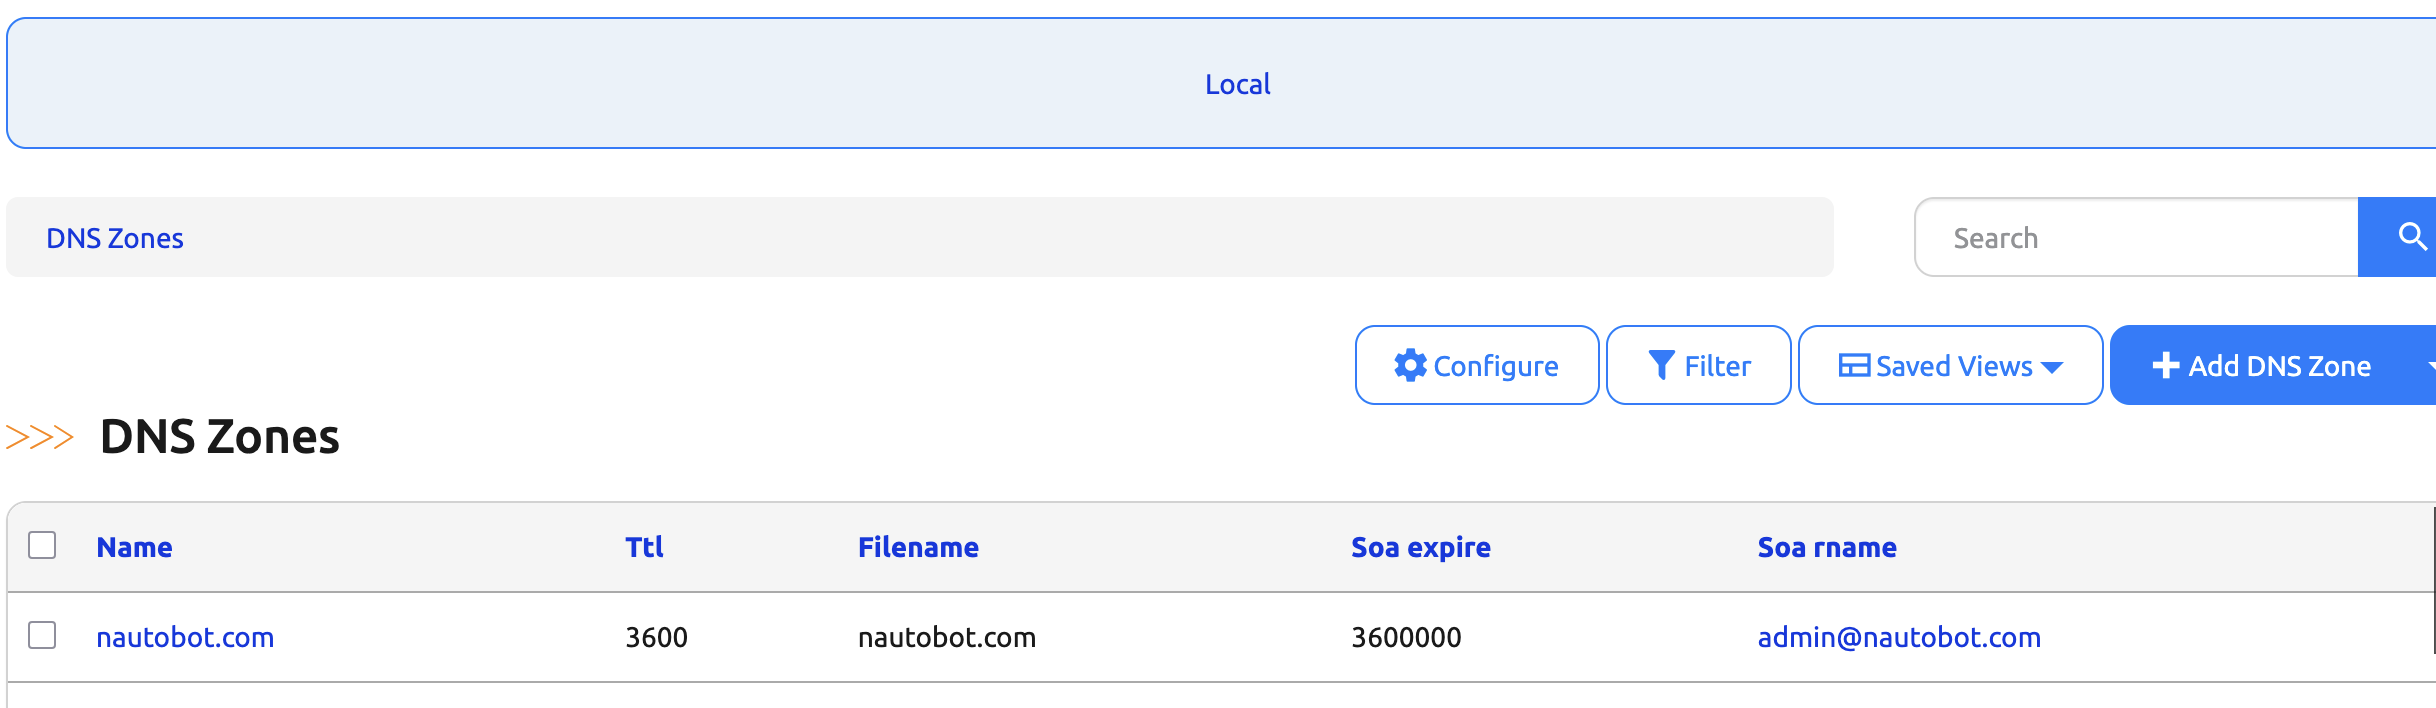 Local
DNS Zones
Search
Configure Filter Saved Views Add DNS Zone
DNS Zones
Name Ttl Filename Soa expire Soa rname
nautobot.com 3600 nautobot.com 3600000 admin@nautobot.com